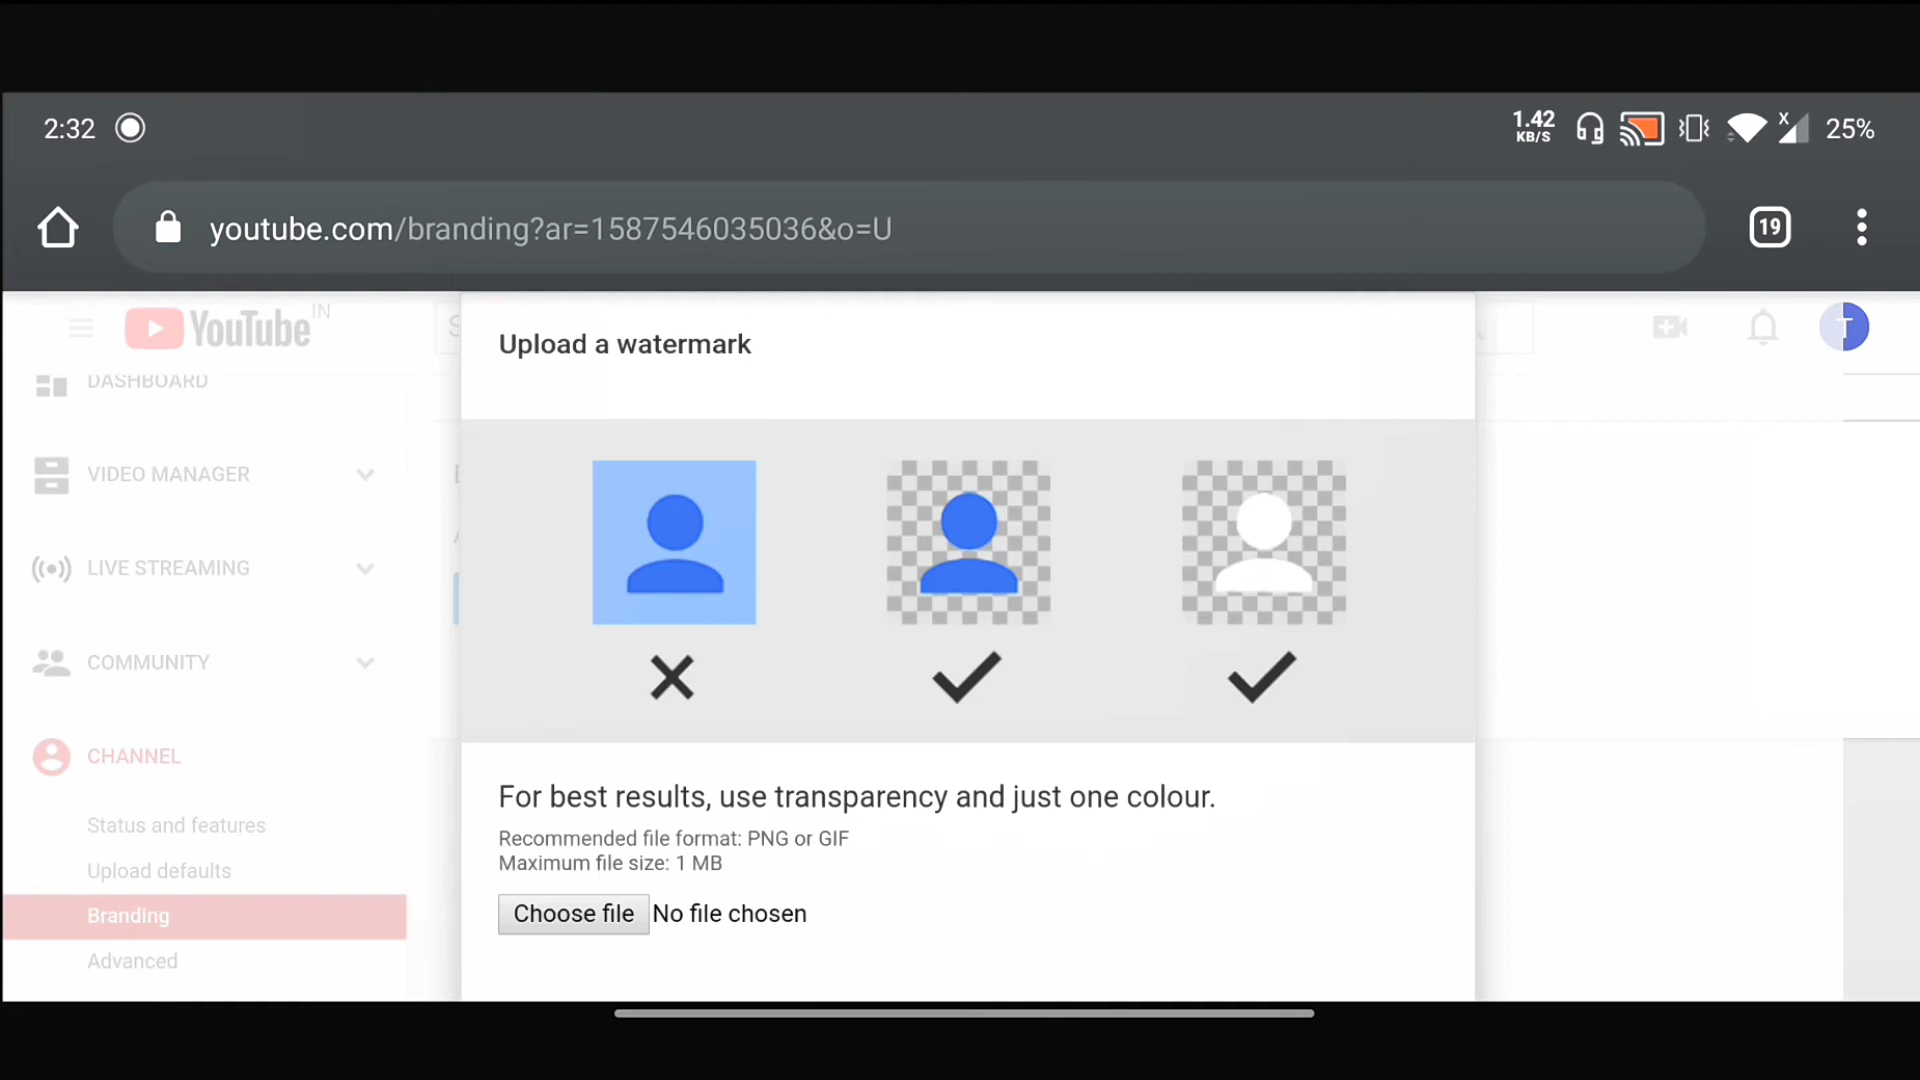 2:32
1.42
KB/S
25%
youtube.com/branding?ar=1587546035036&o=U
19
YouTube IN
S
T
Upload a watermark
DASHBOARD
VIDEO MANAGER
LIVE STREAMING
COMMUNITY
CHANNEL
Status and features
Upload defaults
Branding
Advanced
For best results, use transparency and just one colour.
Recommended file format: PNG or GIF
Maximum file size: 1 MB
Choose file No file chosen